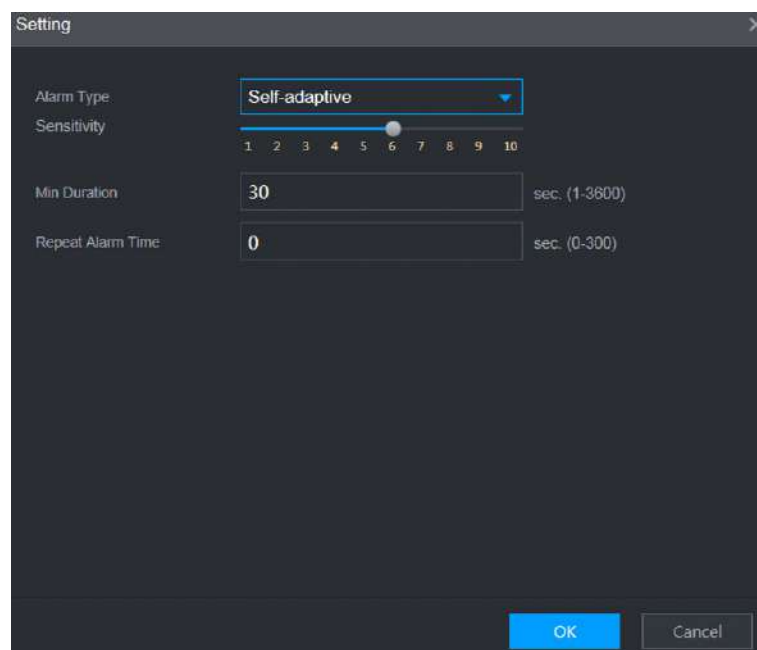 Setting
Alarm Type Self-adaptive
Sensitivity
1 2 3 4 5 6 7 8 9 10
Min Duration 30 sec. (1-3600)
Repeat Alarm Time 0 sec. (0-300)
OK Cancel